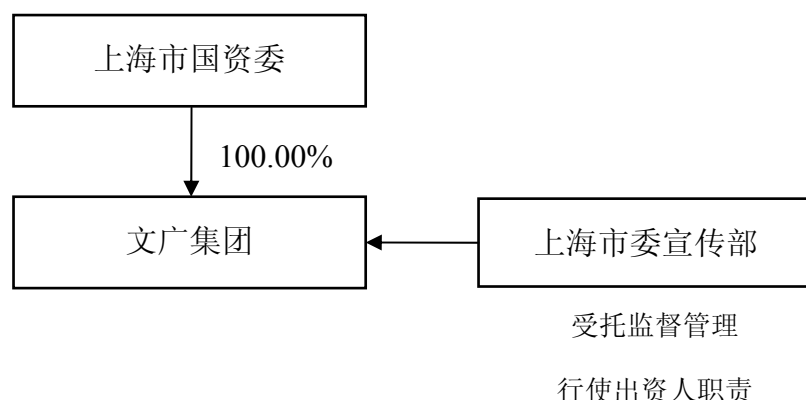 上海市国资委
100.00%
文广集团
上海市委宣传部
受托监督管理
行使出资人职责